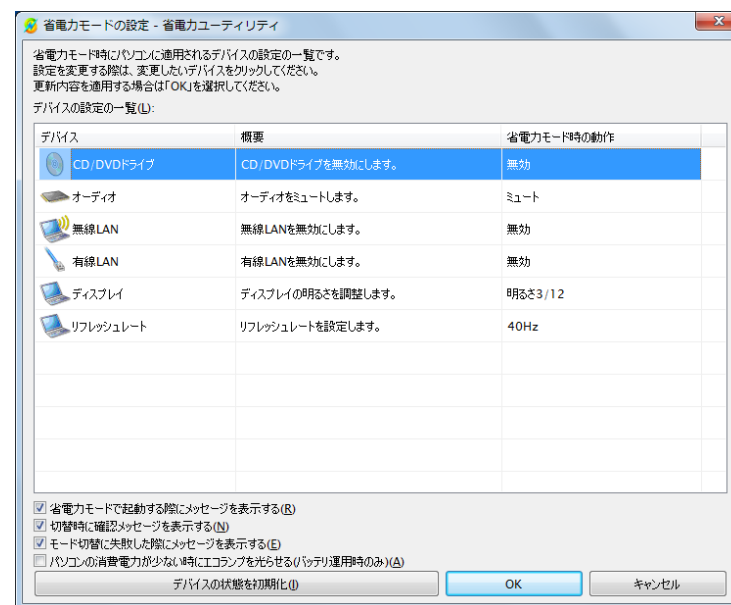 省電力モードの設定 - 省電力ユーティリティ
省電力モード時にパソコンに適用されるデバイスの設定の一覧です。
設定を変更する際は、変更したいデバイスをクリックしてください。
更新内容を適用する場合は「OK」を選択してください。
デバイスの設定の一覧(L):
デバイス 概要 省電力モード時の動作
CD/DVDドライブ CD/DVDドライブを無効にします。 無効
オーディオ オーディオをミュートします。 ミュート
無線LAN 無線LANを無効にします。 無効
有線LAN 有線LANを無効にします。 無効
ディスプレイ ディスプレイの明るさを調整します。 明るさ3/12
リフレッシュレート リフレッシュレートを設定します。 40Hz
省電力モードで起動する際にメッセージを表示する(R)
切替時に確認メッセージを表示する(N)
モード切替に失敗した際にメッセージを表示する(E)
パソコンの消費電力が少ない時にエコランプを光らせる(バッテリ運用時のみ)(A)
デバイスの状態を初期化(I) OK キャンセル